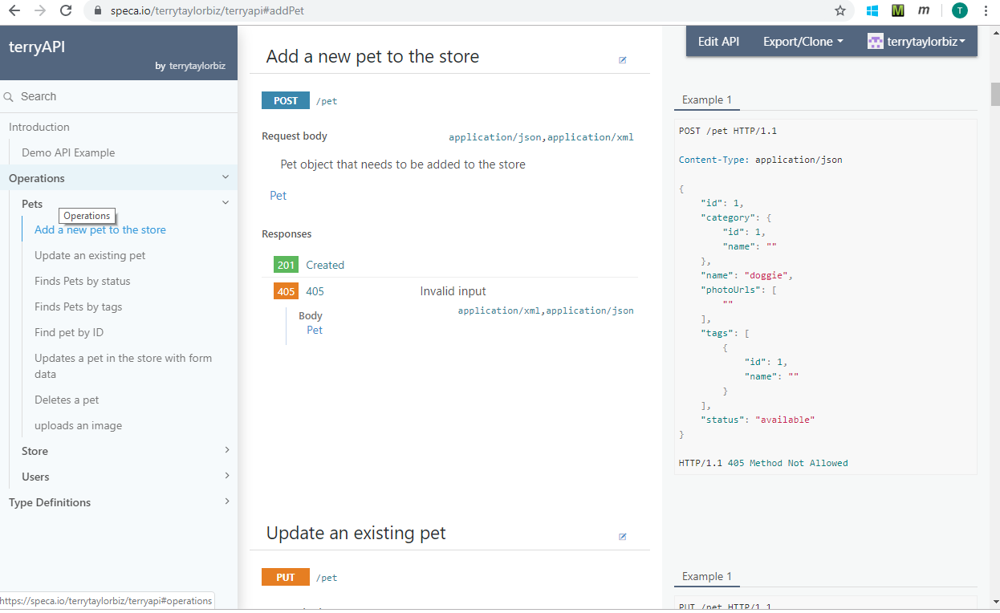 speca.io/terrytaylorbiz/terryapi#addPet
M
m
T
terryAPI
by terrytaylorbiz
Search
Introduction
Demo API Example
Operations
Pets
Operations
Add a new pet to the store
Update an existing pet
Finds Pets by status
Finds Pets by tags
Find pet by ID
Updates a pet in the store with form
data
Deletes a pet
uploads an image
Store
Users
Type Definitions
https://speca.io/terrytaylorbiz/terryapi#operations
Add a new pet to the store
POST /pet
Request body application/json,application/xml
Pet object that needs to be added to the store
Pet
Responses
201 Created
405 405 Invalid input
Body application/xml,application/json
Pet
Update an existing pet
PUT /pet
Edit API Export/Clone terrytaylorbiz
Example 1
POST /pet HTTP/1.1
Content-Type: application/json
{
"id": 1,
"category": {
"id": 1,
"name": ""
},
"name": "doggie",
"photoUrls": [
""
],
"tags": [
{
"id": 1,
"name": ""
}
],
"status": "available"
}
HTTP/1.1 405 Method Not Allowed
Example 1
PUT /pet HTTP/1.1